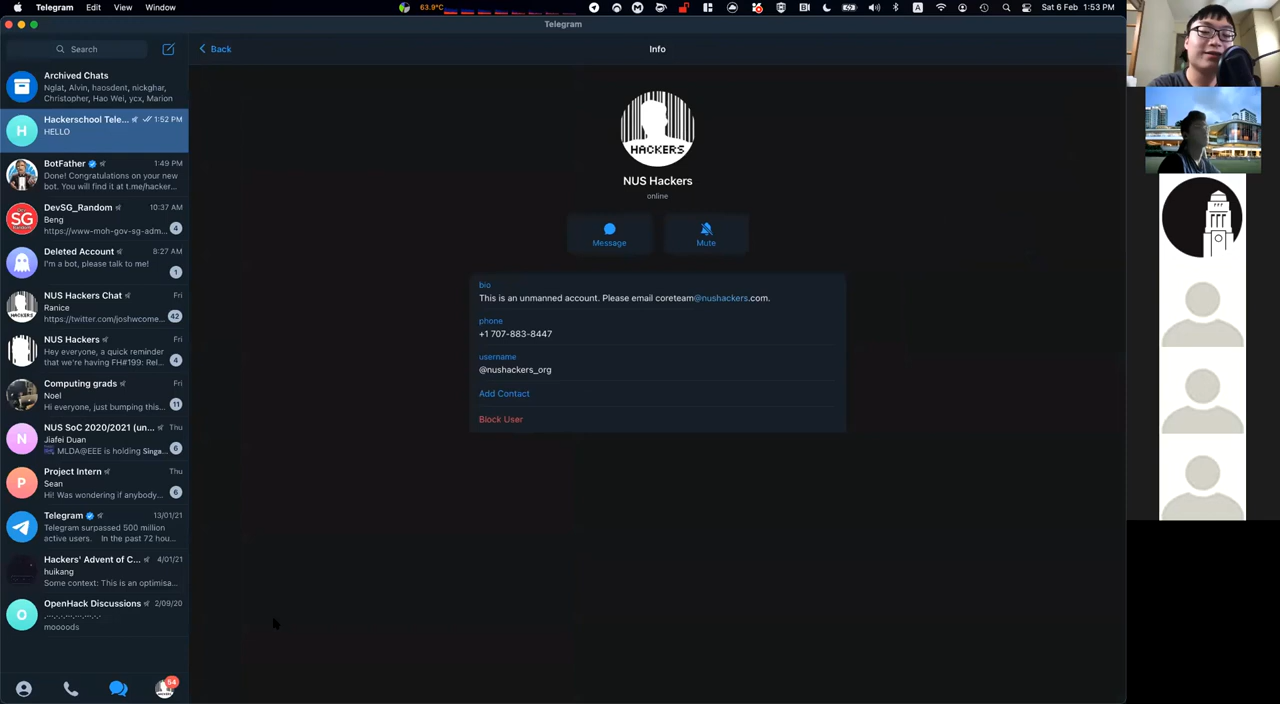 Telegram Edit View Window
63.9°C
A
Sat 6 Feb 1:53 PM
Telegram
Search
Back
Info
Archived Chats
Nglat, Alvin, haosdent, nickghar,
Christopher, Hao Wei, ycx, Marion
H
Hackerschool Tele... 1:52 PM
HELLO
BotFather 1:49 PM
Done! Congratulations on your new
bot. You will find it at t.me/hacker...
DevSG_Random 10:37 AM
Beng
https://www-moh-gov-sg-adm... 4
Deleted Account 8:27 AM
I'm a bot, please talk to me!
1
NUS Hackers Chat Fri
Ranice
https://twitter.com/joshwcome... 42
NUS Hackers Fri
Hey everyone, a quick reminder
that we're having FH#199: Rel... 4
Computing grads Fri
Noel
Hi everyone, just bumping this... 11
N
NUS SoC 2020/2021 (un... Thu
Jiafei Duan
MLDA@EEE is holding Singa... 6
P
Project Intern Thu
Sean
Hi! Was wondering if anybody... 6
Telegram 13/01/21
Telegram surpassed 500 million
active users. In the past 72 hou...
Hackers' Advent of C... 4/01/21
huikang
Some context: This is an optimisa...
O
OpenHack Discussions 2/09/20
moooods
54
HACKERS
NUS Hackers
online
Message
Mute
bio
This is an unmanned account. Please email coreteam@nushackers.com.
phone
+1 707-883-8447
username
@nushackers_org
Add Contact
Block User